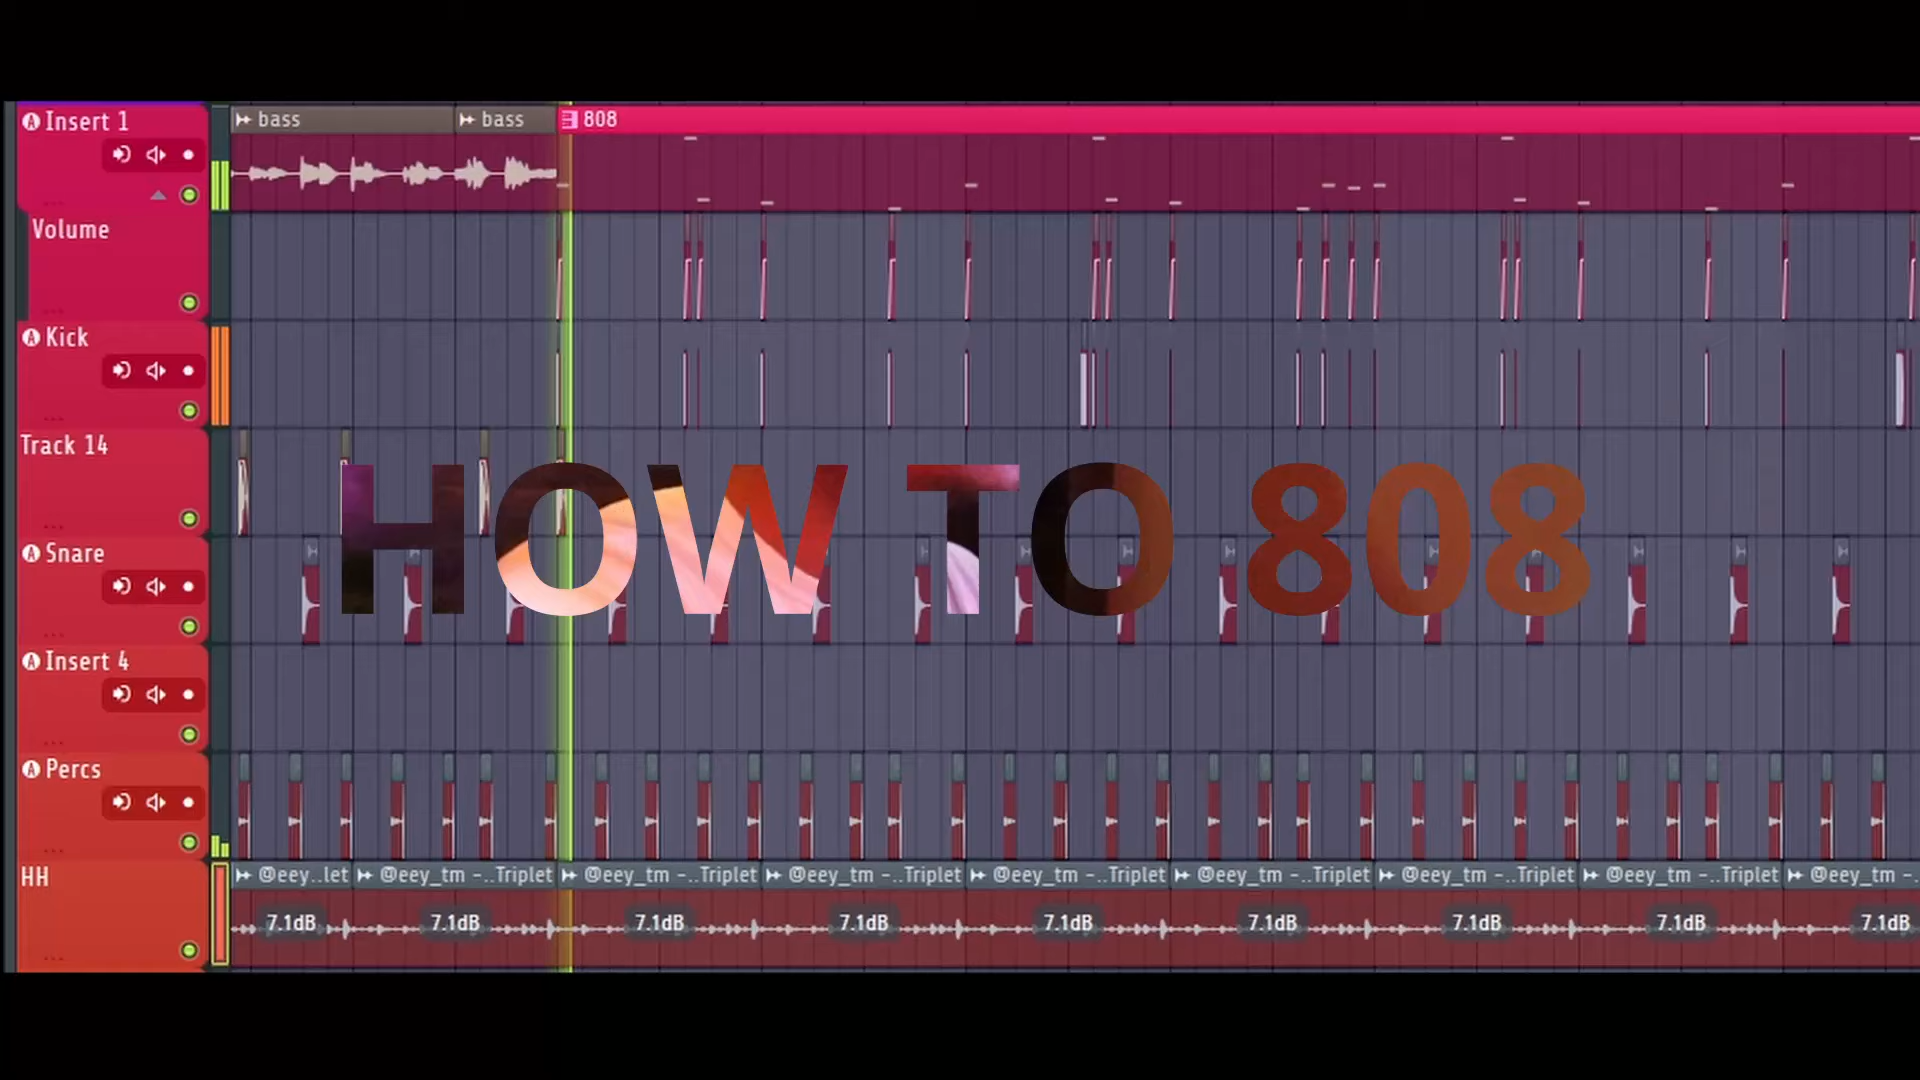 Insert 1
bass
bass
808
Volume
Kick
Track 14
HOW TO 808
Snare
Insert 4
Percs
HH
@eey..let
@eey_tm -..Triplet
@eey_tm -..Triplet
@eey_tm -..Triplet
@eey_tm -..Triplet
@eey_tm -..Triplet
@eey_tm -..Triplet
@eey_tm -..Triplet
@eey_tm -.
7.1dB
7.1dB
7.1dB
7.1dB
7.1dB
7.1dB
7.1dB
7.1dB
7.1dB